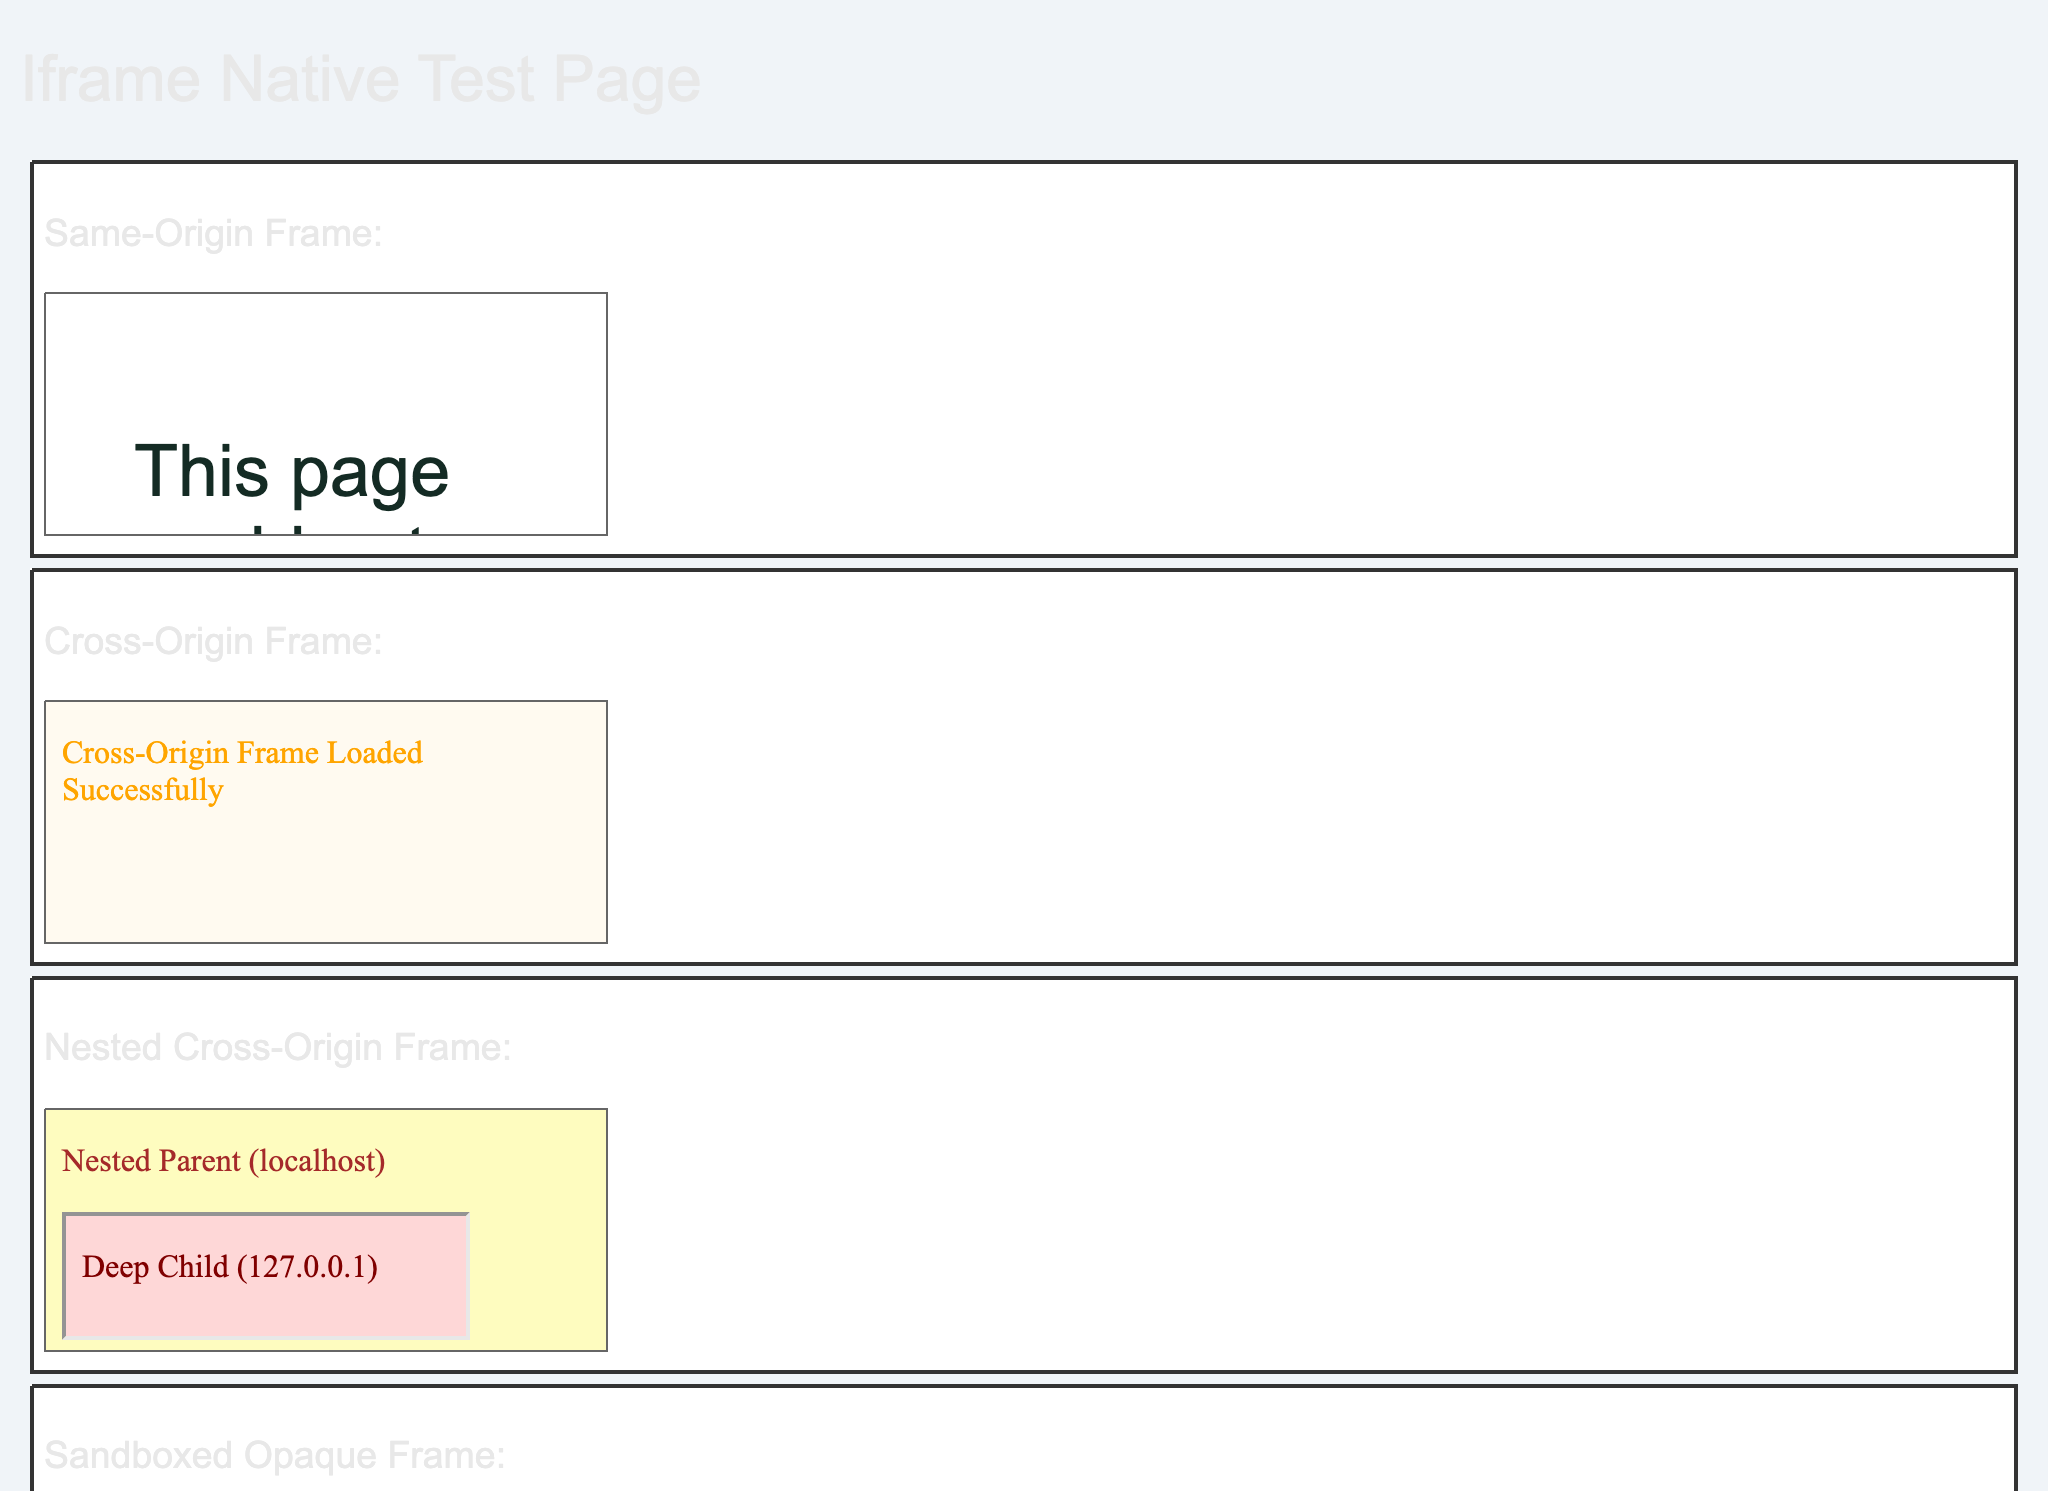 Iframe Native Test Page
Same-Origin Frame:
This page
Cross-Origin Frame:
Cross-Origin Frame Loaded
Successfully
Nested Cross-Origin Frame:
Nested Parent (localhost)
Deep Child (127.0.0.1)
Sandboxed Opaque Frame: